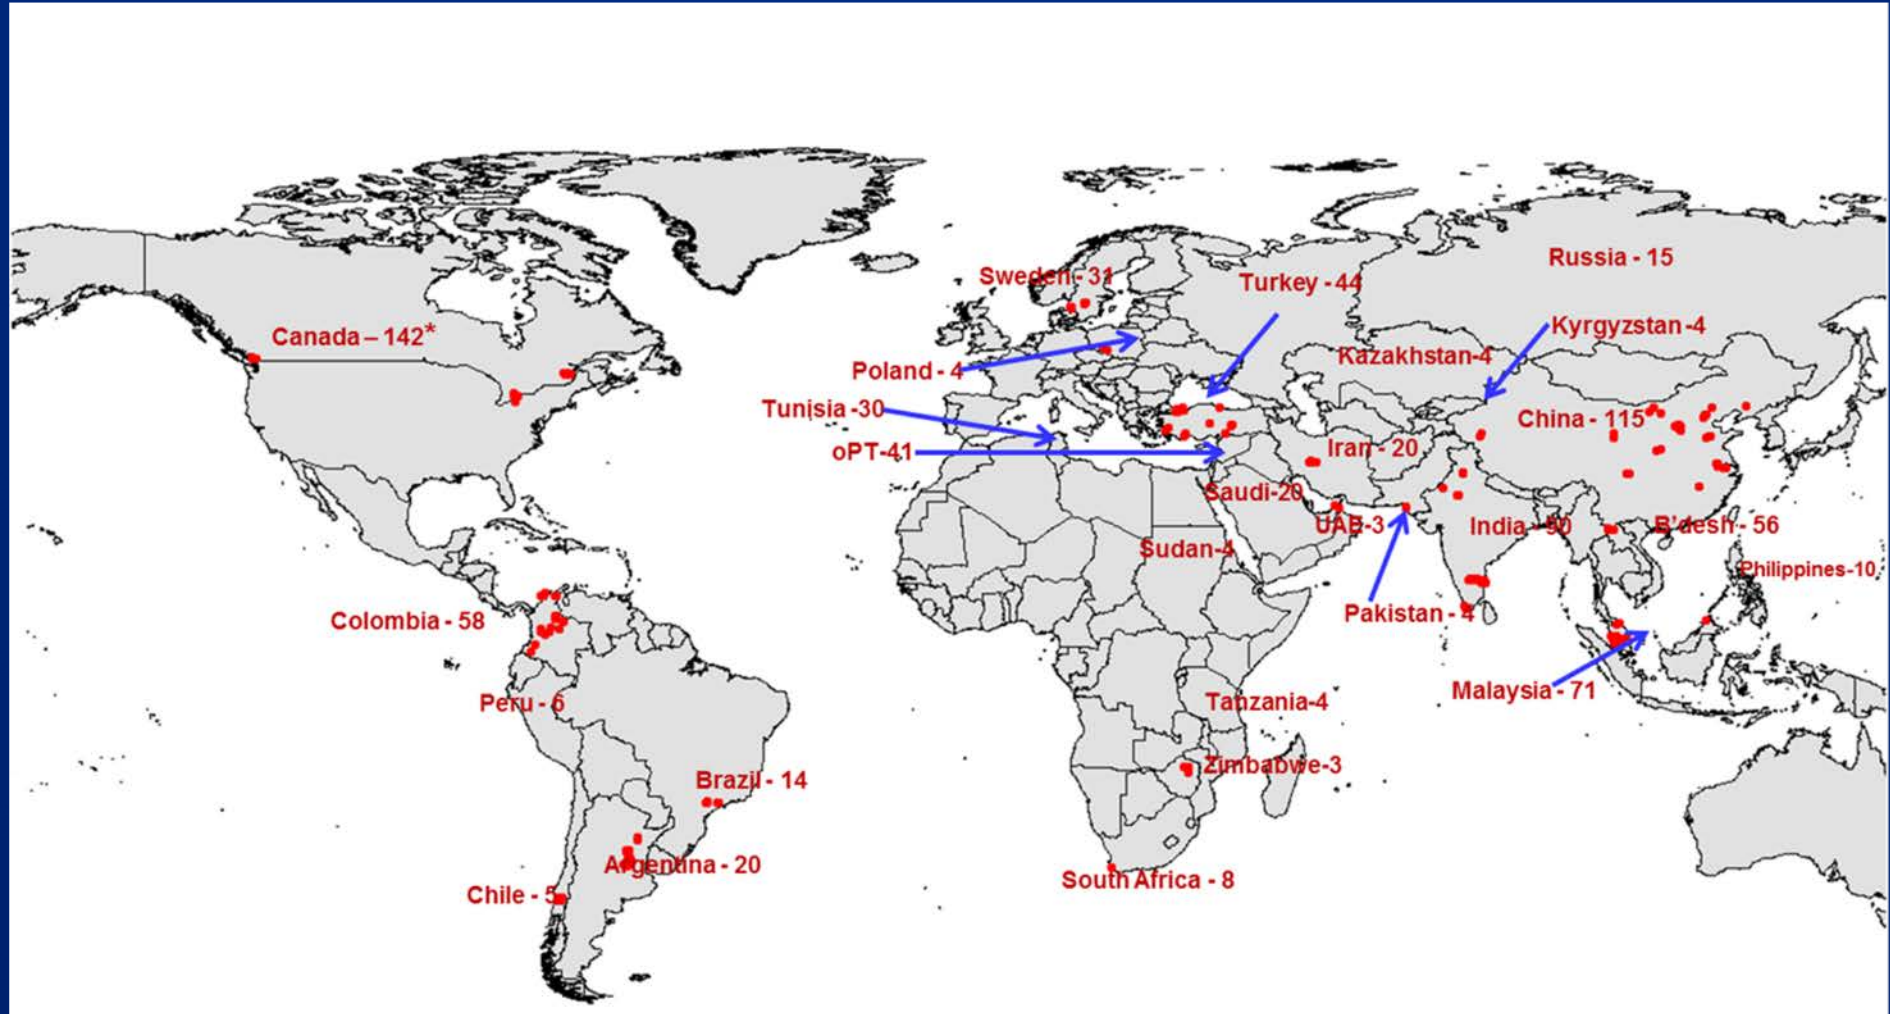 Russia - 15
Sweden - 31
Turkey - 44
Kyrgyzstan -4
Canada – 142*
Kazakhstan-4
Poland - 4
Tunisia -30
China - 115
oPT-41
Iran - 20
Saudi-20
UAE-3
India - 90
B'desh - 56
Sudan-4
Philippines-10
Pakistan - 4
Colombia - 58
Malaysia - 71
Peru - 6
Tanzania-4
Zimbabwe-3
Brazil - 14
Argentina - 20
South Africa - 8
Chile - 5